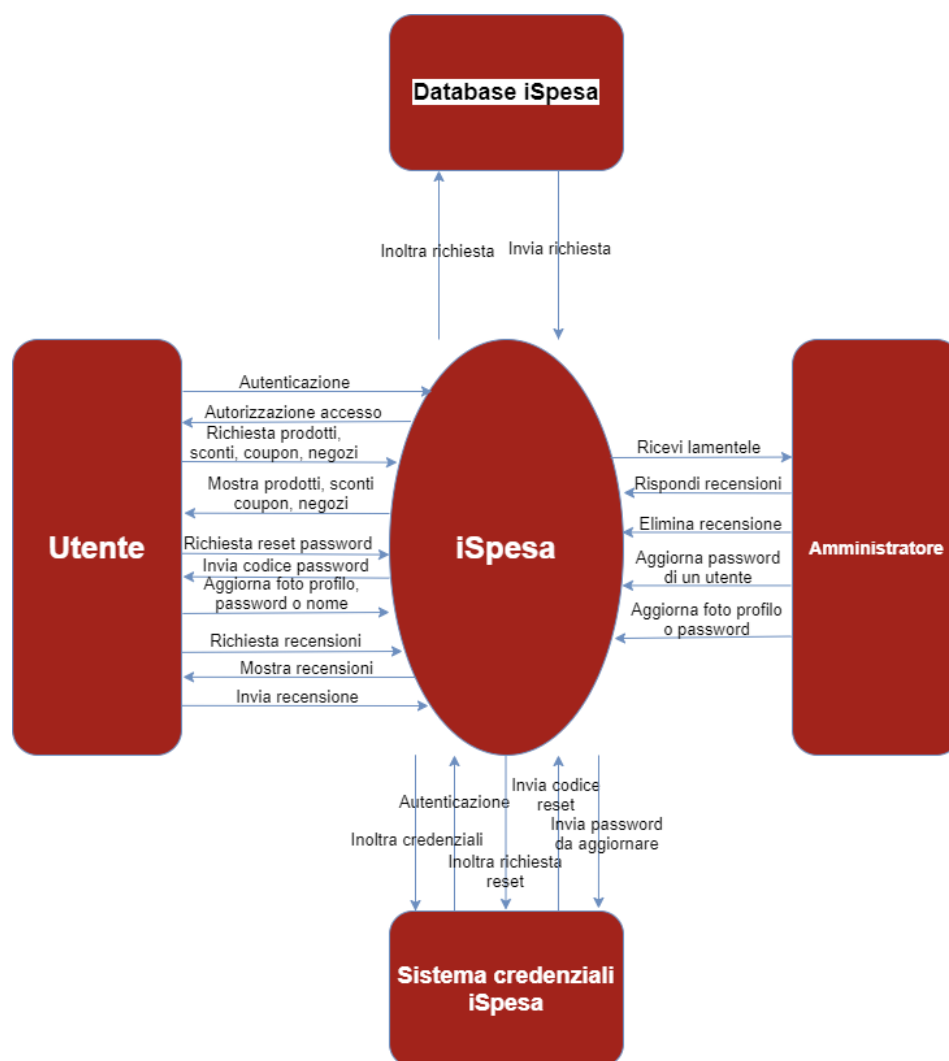 Database iSpesa
Inoltra richiesta
Invia richiesta
Utente
Autenticazione
Autorizzazione accesso
Richiesta prodotti,
sconti, coupon, negozi
Mostra prodotti, sconti
coupon, negozi
Richiesta reset password
Invia codice password
Aggiorna foto profilo,
password o nome
Richiesta recensioni
Mostra recensioni
Invia recensione
iSpesa
Ricevi lamentele
Rispondi recensioni
Elimina recensione
Aggiorna password
di un utente
Aggiorna foto profilo
o password
Amministratore
Inoltra credenziali
Autenticazione
Inoltra richiesta
reset
Invia codice
reset
Invia password
da aggiornare
Sistema credenziali
iSpesa